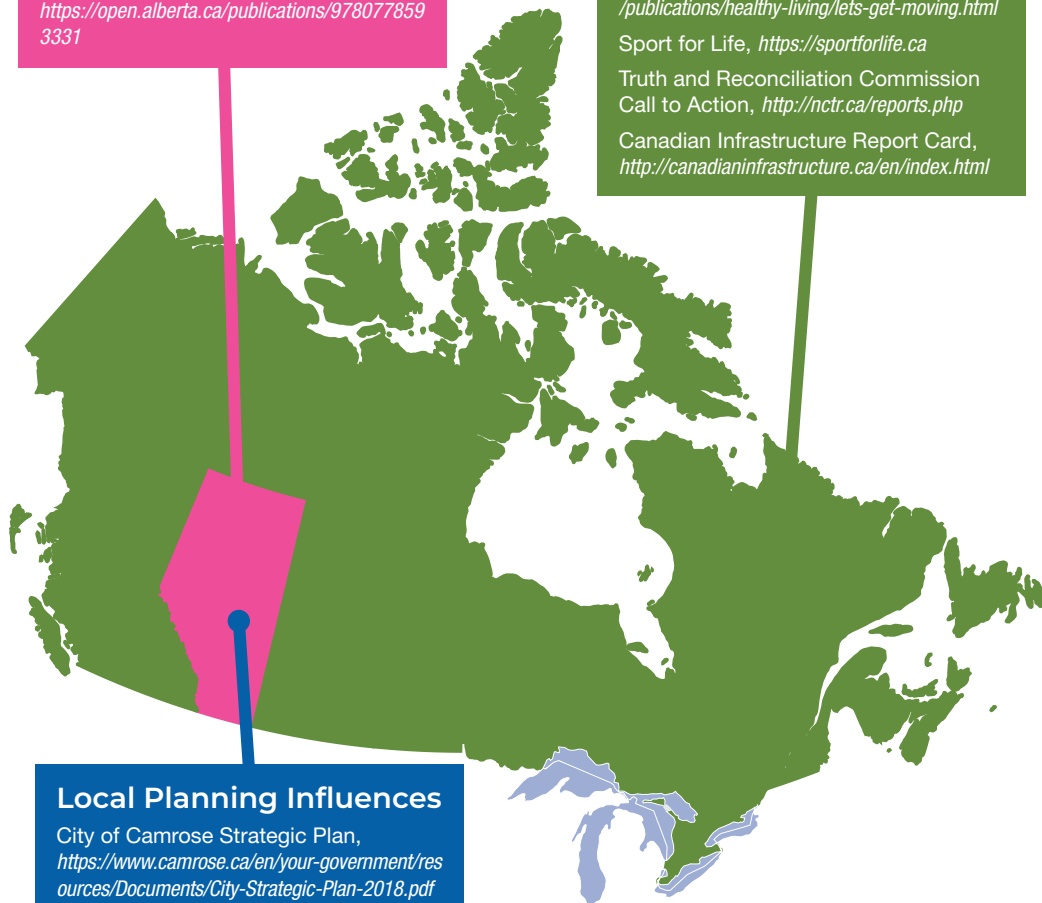 https://open.alberta.ca/publications/978077859
3331
/publications/healthy-living/lets-get-moving.html
Sport for Life, https://sportforlife.ca
Truth and Reconciliation Commission
Call to Action, http://nctr.ca/reports.php
Canadian Infrastructure Report Card,
http://canadianinfrastructure.ca/en/index.html
Local Planning Influences
City of Camrose Strategic Plan,
https://www.camrose.ca/en/your-government/res
ources/Documents/City-Strategic-Plan-2018.pdf